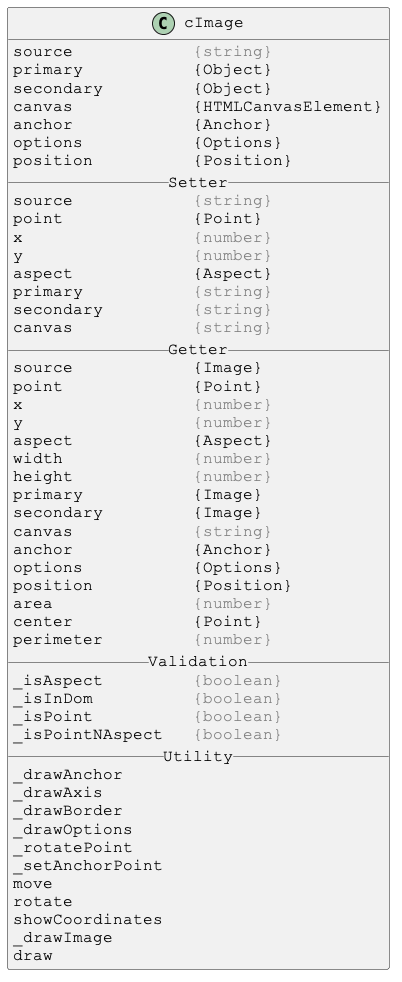 C cImage
source {string}
primary {Object}
secondary {Object}
canvas {HTMLCanvasElement}
anchor {Anchor}
options {Options}
position {Position}
Setter
source {string}
point {Point}
x {number}
y {number}
aspect {Aspect}
primary {string}
secondary {string}
canvas {string}
Getter
source {Image}
point {Point}
x {number}
y {number}
aspect {Aspect}
width {number}
height {number}
primary {Image}
secondary {Image}
canvas {string}
anchor {Anchor}
options {Options}
position {Position}
area {number}
center {Point}
perimeter {number}
Validation
_isAspect {boolean}
_isInDom {boolean}
_isPoint {boolean}
_isPointNAspect {boolean}
Utility
_drawAnchor
_drawAxis
_drawBorder
_drawOptions
_rotatePoint
_setAnchorPoint
move
rotate
showCoordinates
_drawImage
draw